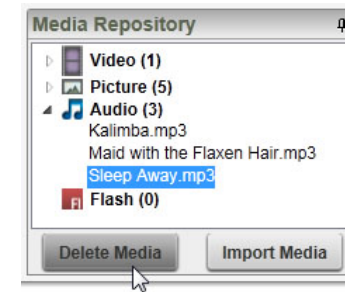 Media Repository
Video (1)
Picture (5)
Audio (3)
Kalimba.mp3
Maid with the Flaxen Hair.mp3
Sleep Away.mp3
Flash (0)
Delete Media
Import Media